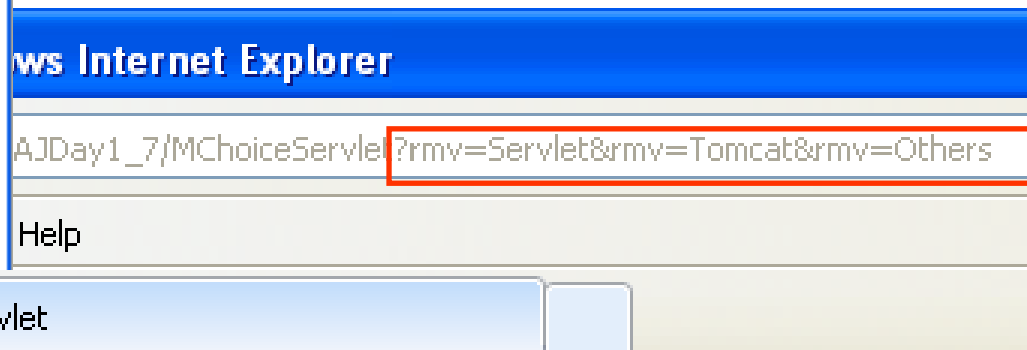 ws Internet Explorer
AJDay1_7/MChoiceServlet?rmv=Servlet&rmv=Tomcat&rmv=Others
Help
vlet